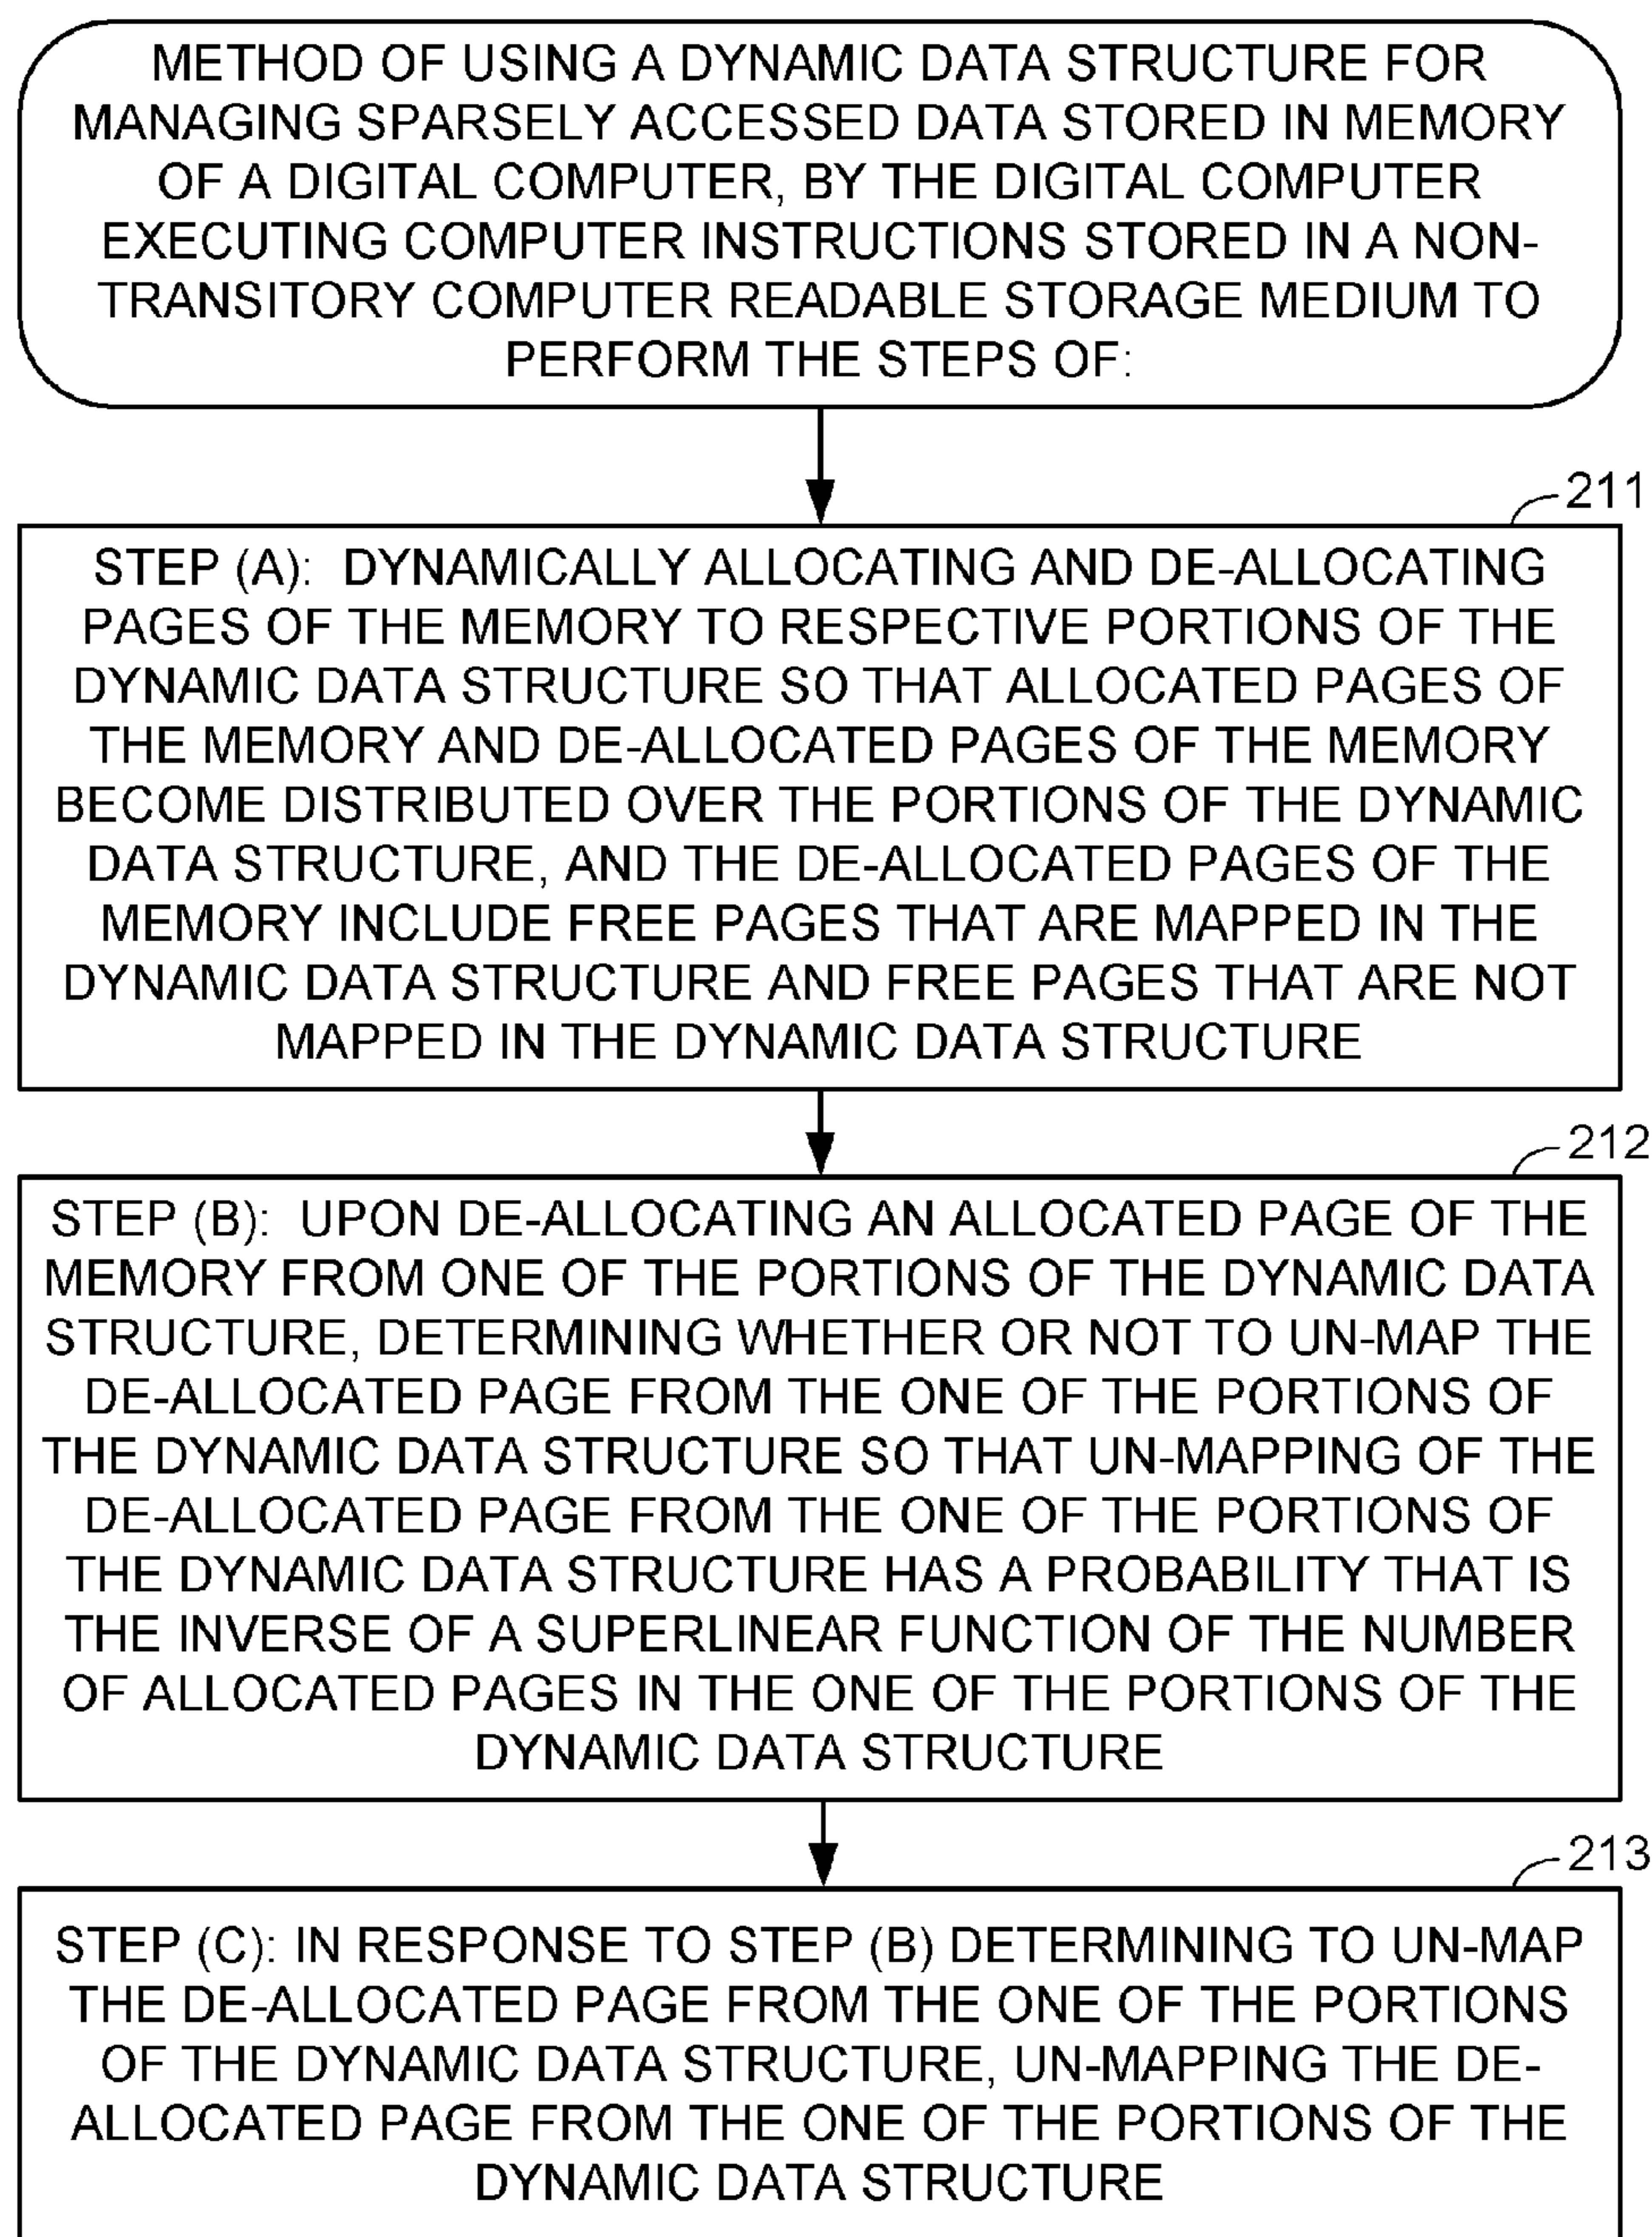 METHOD OF USING A DYNAMIC DATA STRUCTURE FOR
MANAGING SPARSELY ACCESSED DATA STORED IN MEMORY
OF A DIGITAL COMPUTER, BY THE DIGITAL COMPUTER
EXECUTING COMPUTER INSTRUCTIONS STORED IN A NON-
TRANSITORY COMPUTER READABLE STORAGE MEDIUM TO
PERFORM THE STEPS OF:
211
STEP (A): DYNAMICALLY ALLOCATING AND DE-ALLOCATING
PAGES OF THE MEMORY TO RESPECTIVE PORTIONS OF THE
DYNAMIC DATA STRUCTURE SO THAT ALLOCATED PAGES OF
THE MEMORY AND DE-ALLOCATED PAGES OF THE MEMORY
BECOME DISTRIBUTED OVER THE PORTIONS OF THE DYNAMIC
DATA STRUCTURE, AND THE DE-ALLOCATED PAGES OF THE
MEMORY INCLUDE FREE PAGES THAT ARE MAPPED IN THE
DYNAMIC DATA STRUCTURE AND FREE PAGES THAT ARE NOT
MAPPED IN THE DYNAMIC DATA STRUCTURE
212
STEP (B): UPON DE-ALLOCATING AN ALLOCATED PAGE OF THE
MEMORY FROM ONE OF THE PORTIONS OF THE DYNAMIC DATA
STRUCTURE, DETERMINING WHETHER OR NOT TO UN-MAP THE
DE-ALLOCATED PAGE FROM THE ONE OF THE PORTIONS OF
THE DYNAMIC DATA STRUCTURE SO THAT UN-MAPPING OF THE
DE-ALLOCATED PAGE FROM THE ONE OF THE PORTIONS OF
THE DYNAMIC DATA STRUCTURE HAS A PROBABILITY THAT IS
THE INVERSE OF A SUPERLINEAR FUNCTION OF THE NUMBER
OF ALLOCATED PAGES IN THE ONE OF THE PORTIONS OF THE
DYNAMIC DATA STRUCTURE
213
STEP (C): IN RESPONSE TO STEP (B) DETERMINING TO UN-MAP
THE DE-ALLOCATED PAGE FROM THE ONE OF THE PORTIONS
OF THE DYNAMIC DATA STRUCTURE, UN-MAPPING THE DE-
ALLOCATED PAGE FROM THE ONE OF THE PORTIONS OF THE
DYNAMIC DATA STRUCTURE